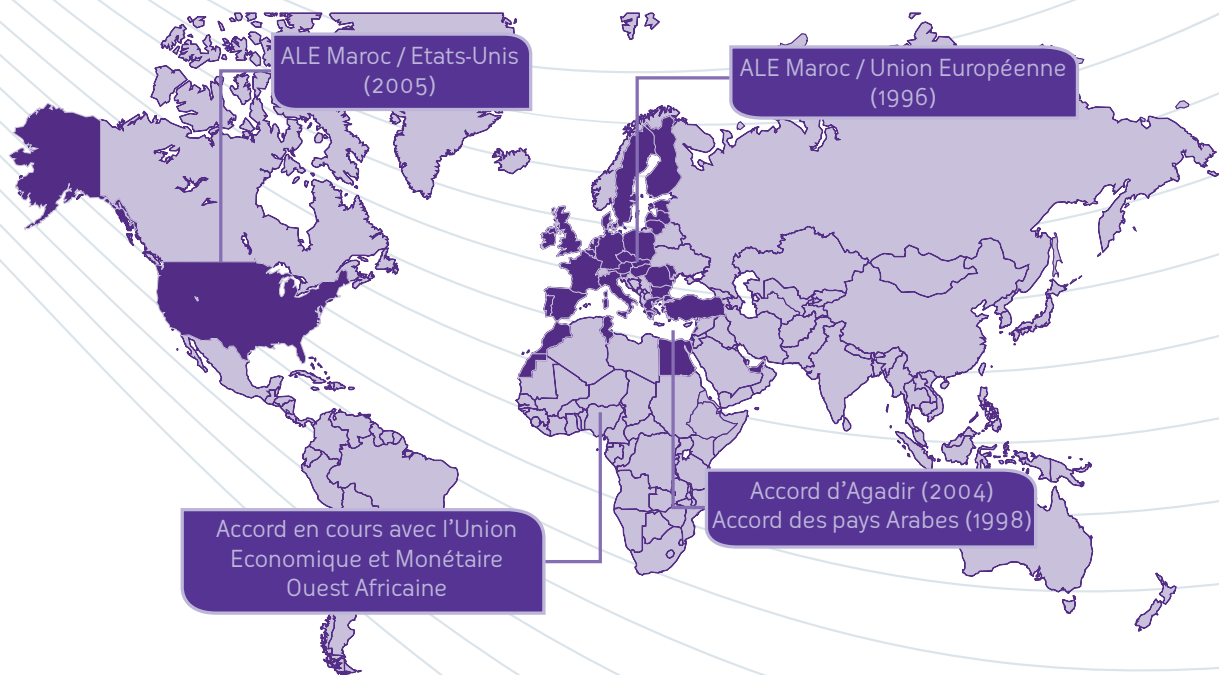 ALE Maroc / Etats-Unis
(2005)
ALE Maroc / Union Européenne
(1996)
Accord d'Agadir (2004)
Accord des pays Arabes (1998)
Accord en cours avec l'Union
Economique et Monétaire
Ouest Africaine